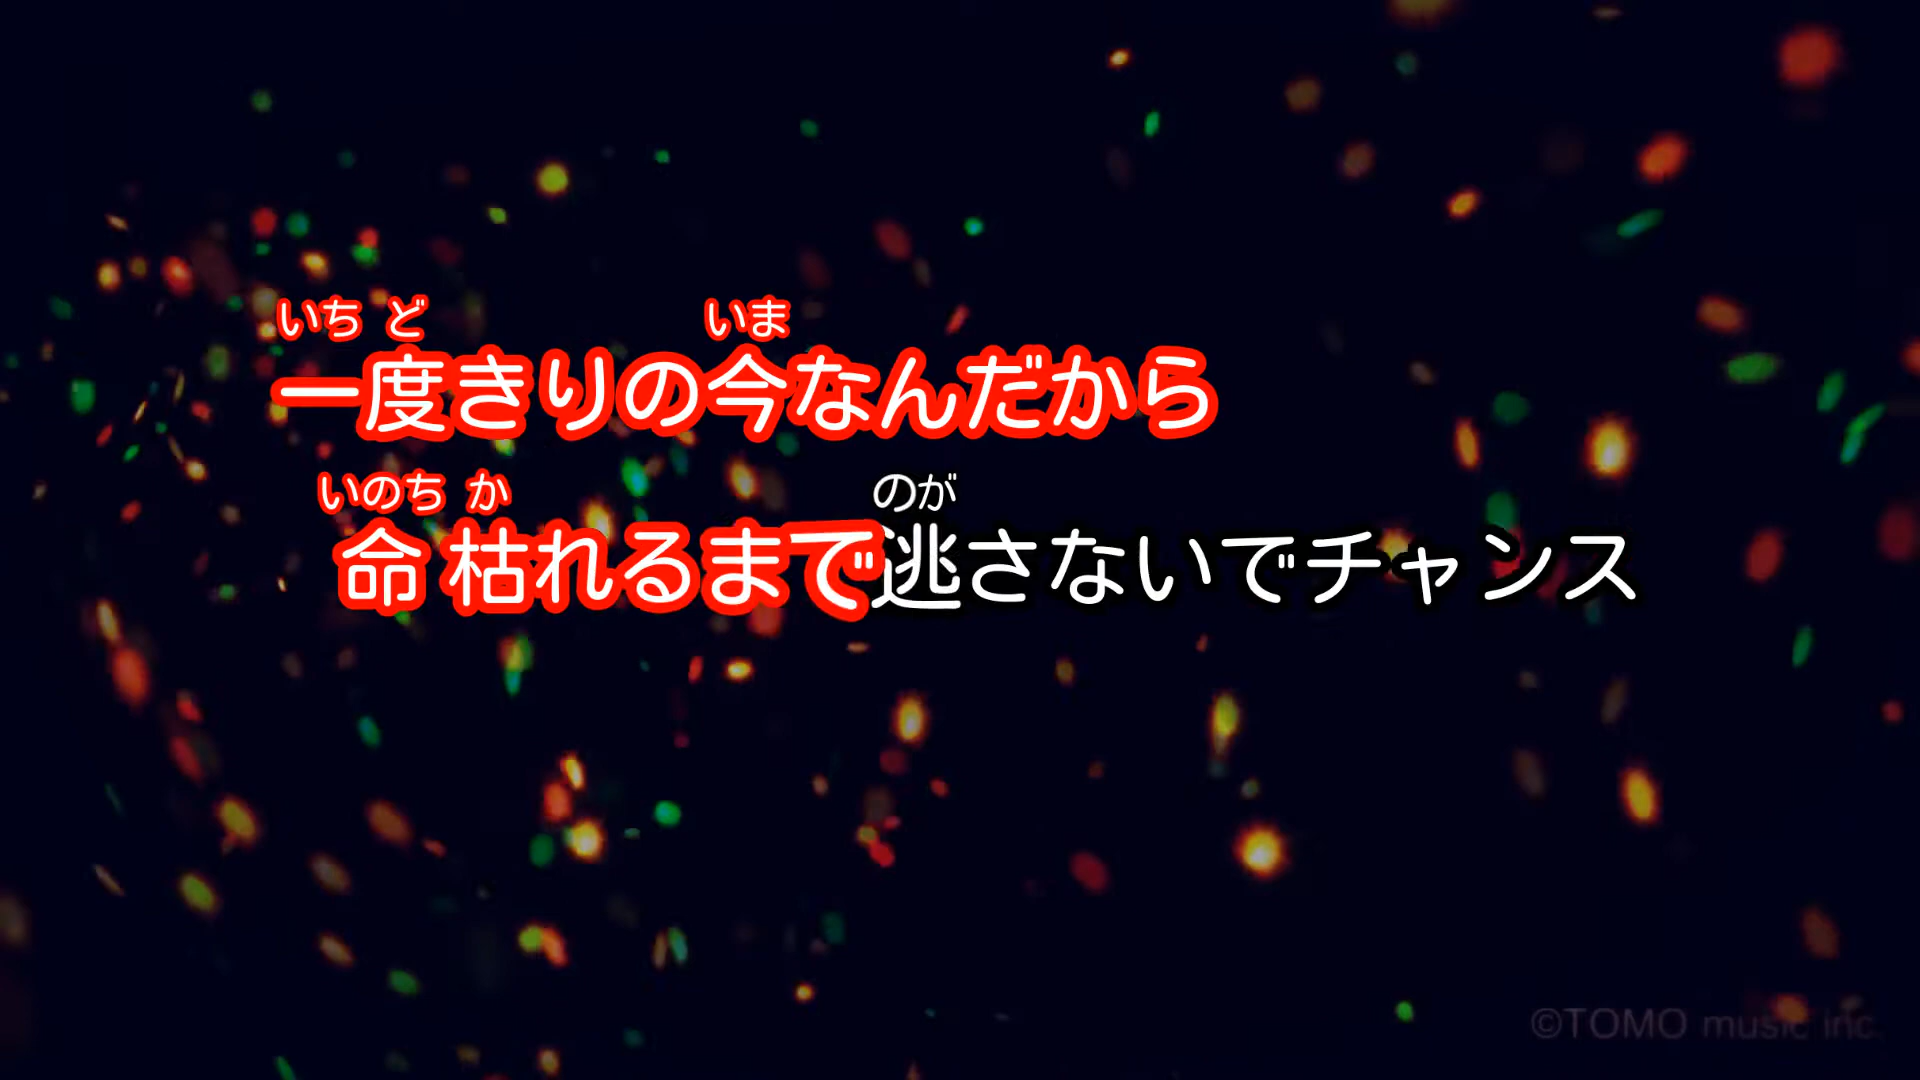 いち ど いま
一度きりの今なんだから
いのち か のが
命枯れるまで逃さないでチャンス
©TOMO music inc.